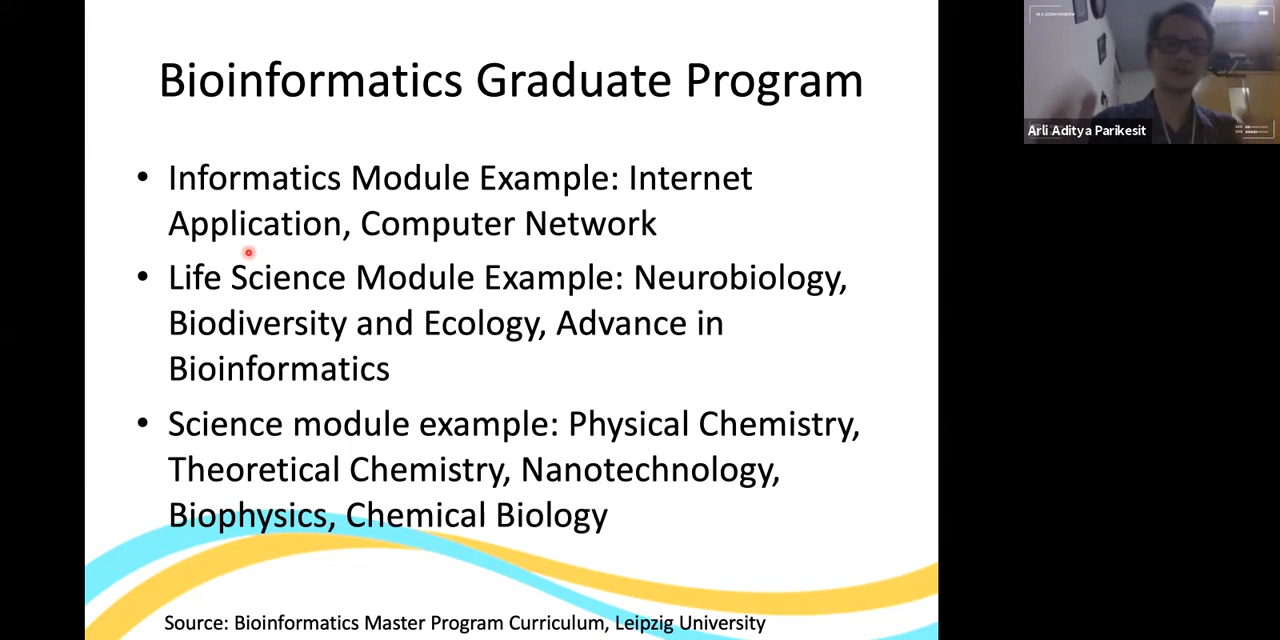 Bioinformatics Graduate Program
• Informatics Module Example: Internet
Application, Computer Network
• Life Science Module Example: Neurobiology,
Biodiversity and Ecology, Advance in
Bioinformatics
• Science module example: Physical Chemistry,
Theoretical Chemistry, Nanotechnology,
Biophysics, Chemical Biology
Source: Bioinformatics Master Program Curriculum, Leipzig University
Arli Aditya Parikesit